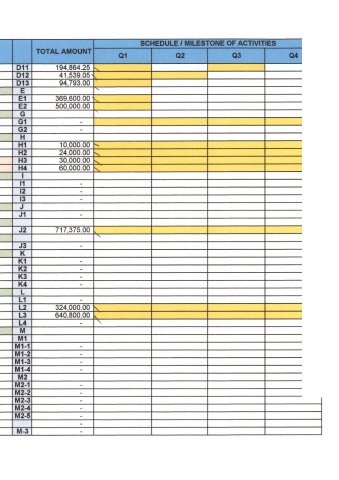 TOTAL AMOUNT SCHEDULE / MILESTONE OF ACTIVITIES
Q1 Q2 Q3 Q4
D11 194,864.25
D12 41,539.05
D13 94,793.00
E
E1 369,600.00
E2 500,000.00
G
G1 -
G2 -
H
H1 10,000.00
H2 24,000.00
H3 30,000.00
H4 60,000.00
I
I1 -
I2 -
I3 -
J
J1 -
J2 717,375.00
J3 -
K
K1 -
K2 -
K3 -
K4 -
L
L1 -
L2 324,000.00
L3 640,800.00
L4 -
M
M1
M1-1 -
M1-2 -
M1-3 -
M1-4 -
M2
M2-1 -
M2-2 -
M2-3 -
M2-4 -
M2-5 -
-
M-3 -